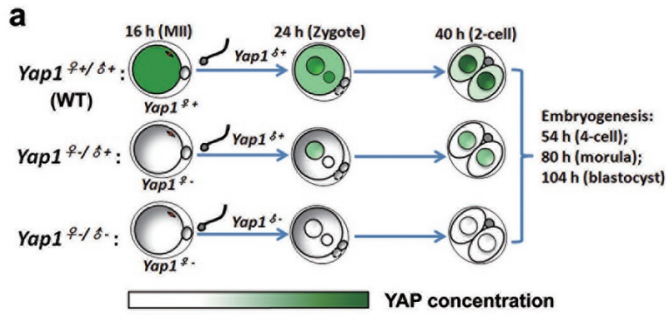 a
16 h (MII) 24 h (Zygote) 40 h (2-cell)
Yap1♀+/♂+ : Yap1♂+
(WT) Yap1♀+
Yap1♀-/♂+ : Yap1♂+
Yap1♀-
Yap1♀-/♂- : Yap1♂-
Yap1♀-
Embryogenesis:
54 h (4-cell);
80 h (morula);
104 h (blastocyst)
YAP concentration